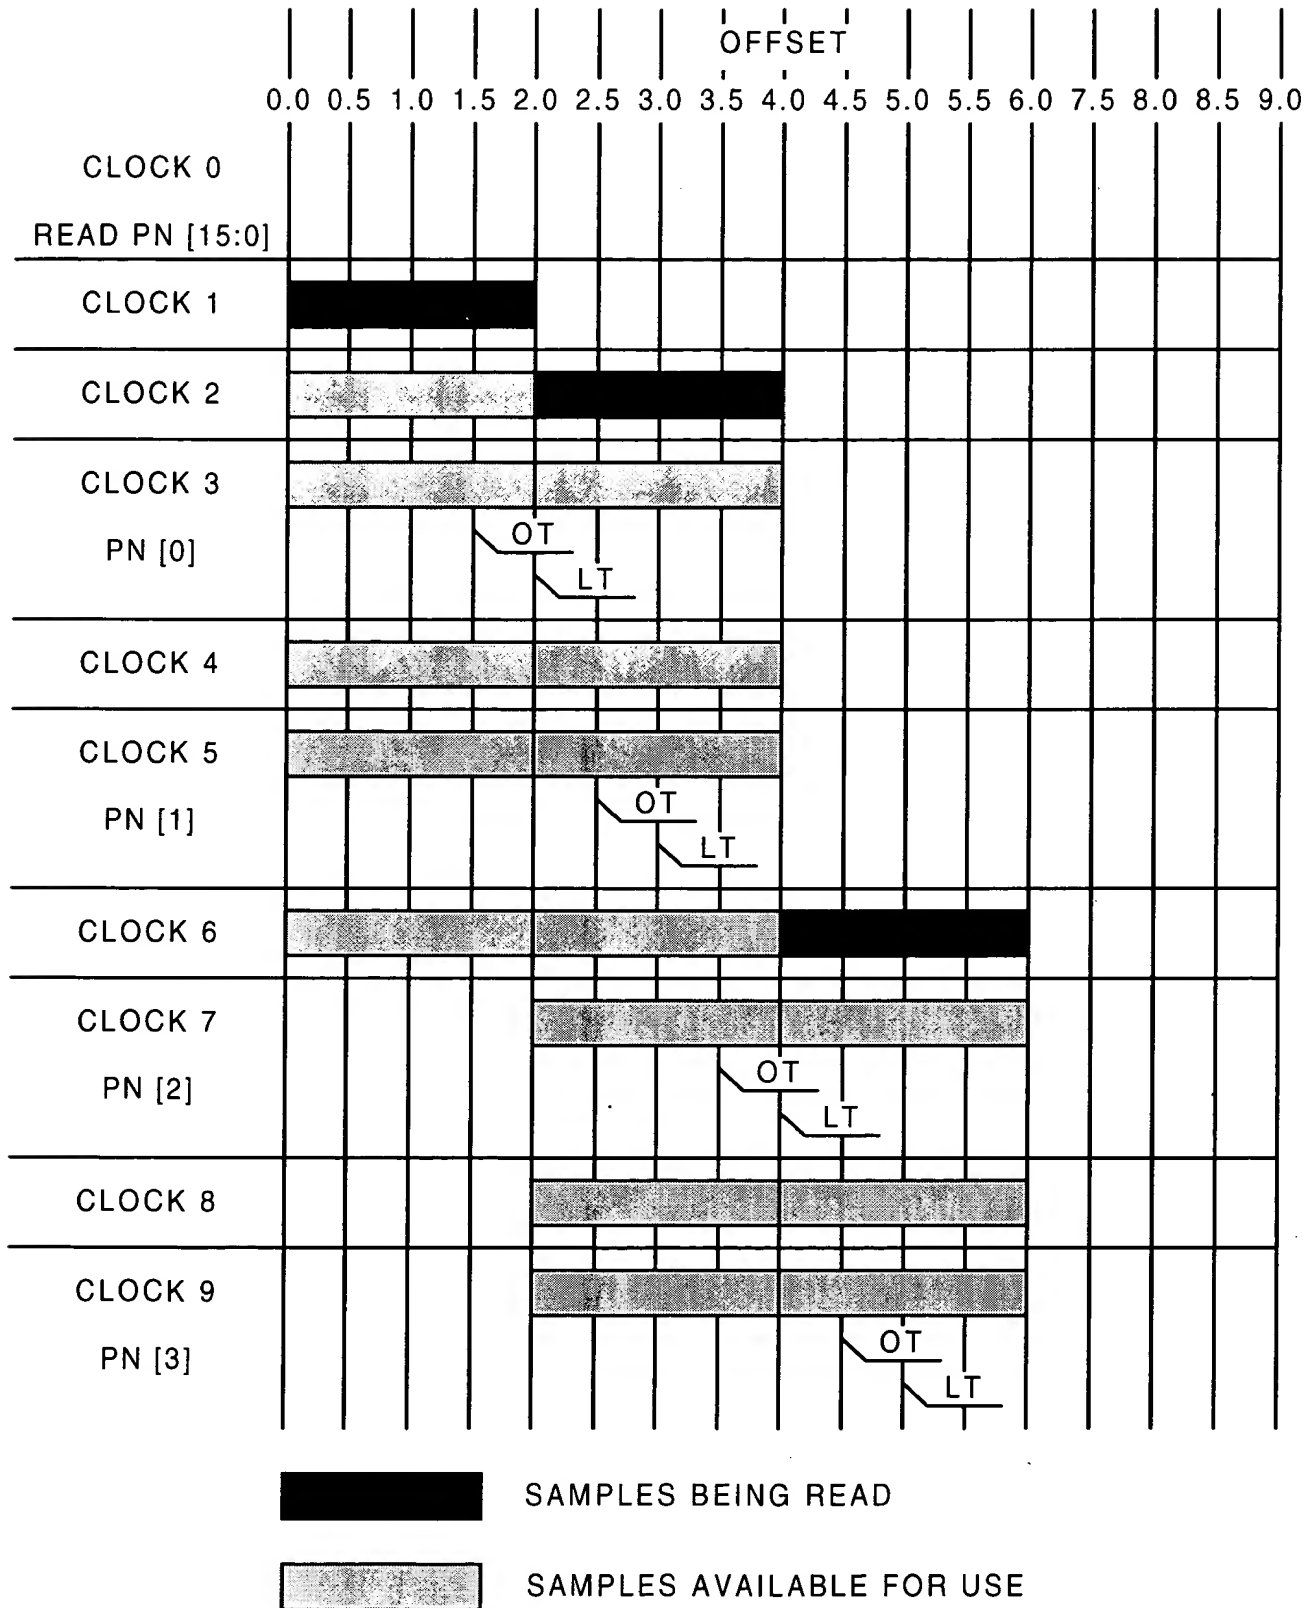 OFFSET
0.0 0.5 1.0 1.5 2.0 2.5 3.0 3.5 4.0 4.5 5.0 5.5 6.0 7.5 8.0 8.5 9.0
CLOCK 0
READ PN [15:0]
CLOCK 1
CLOCK 2
CLOCK 3
PN [0]
OT
LT
CLOCK 4
CLOCK 5
PN [1]
OT
LT
CLOCK 6
CLOCK 7
PN [2]
OT
LT
CLOCK 8
CLOCK 9
PN [3]
OT
LT
SAMPLES BEING READ
SAMPLES AVAILABLE FOR USE